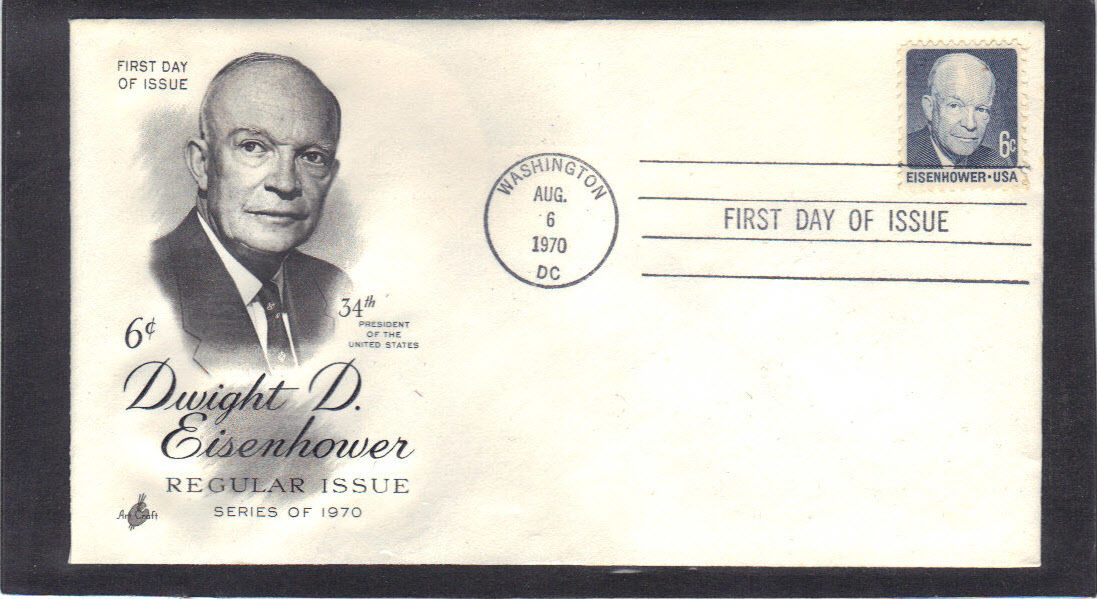 FIRST DAY
OF ISSUE
6¢
34th
PRESIDENT
OF THE
UNITED STATES
Dwight D.
Eisenhower
REGULAR ISSUE
SERIES OF 1970
Art Craft
WASHINGTON
AUG.
6
1970
DC
6c
EISENHOWER·USA
FIRST DAY OF ISSUE